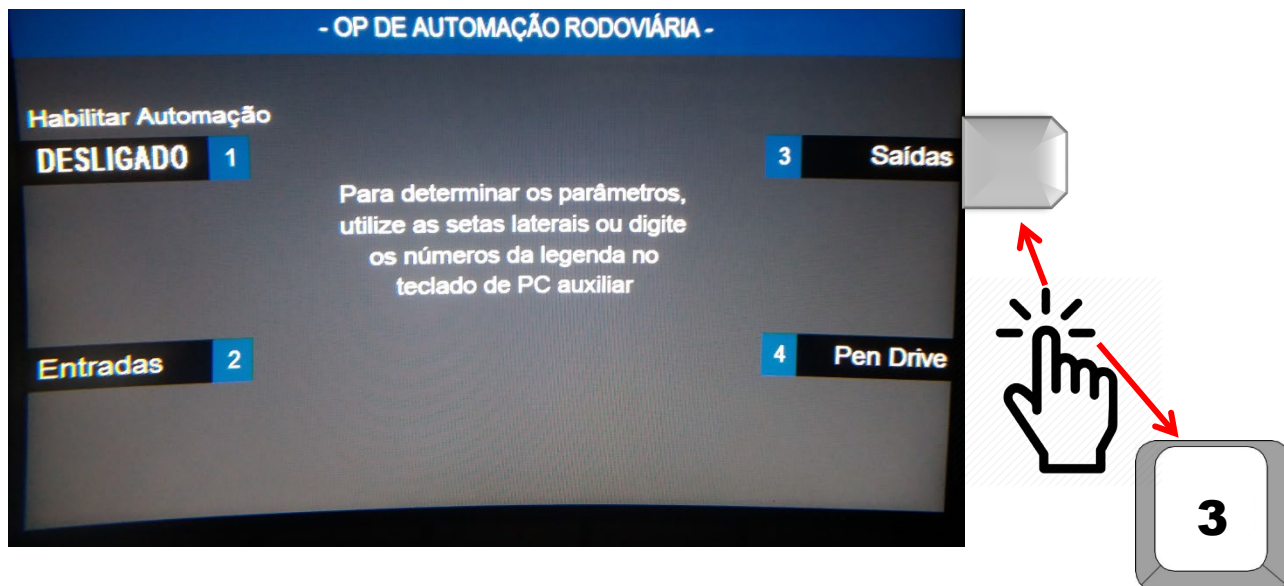 - OP DE AUTOMAÇÃO RODOVIÁRIA -
Habilitar Automação
DESLIGADO 1
3 Saídas
Para determinar os parâmetros,
utilize as setas laterais ou digite
os números da legenda no
teclado de PC auxiliar
Entradas 2
4 Pen Drive
3